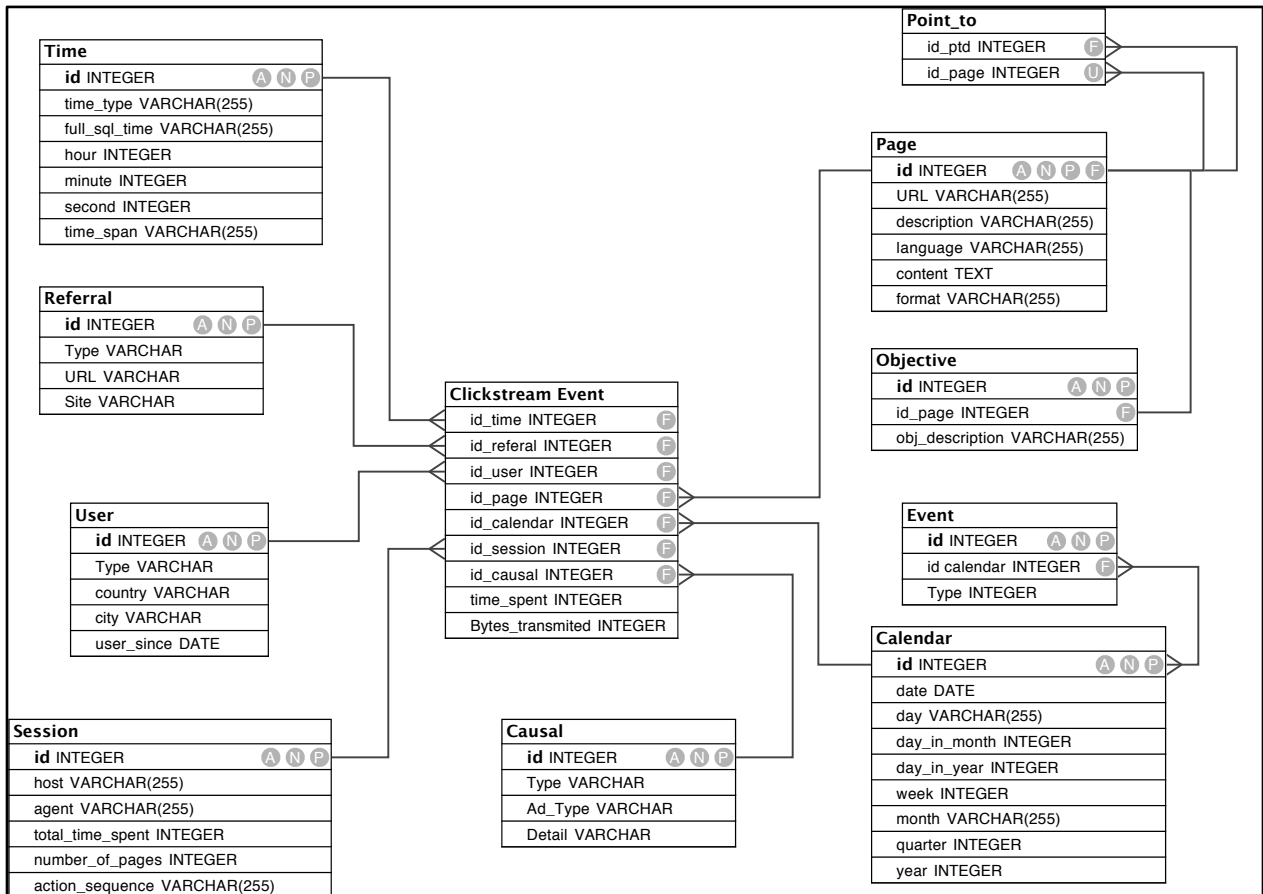 Time
id INTEGER A N P
time_type VARCHAR(255)
full_sql_time VARCHAR(255)
hour INTEGER
minute INTEGER
second INTEGER
time_span VARCHAR(255)
Referral
id INTEGER A N P
Type VARCHAR
URL VARCHAR
Site VARCHAR
User
id INTEGER A N P
Type VARCHAR
country VARCHAR
city VARCHAR
user_since DATE
Session
id INTEGER A N P
host VARCHAR(255)
agent VARCHAR(255)
total_time_spent INTEGER
number_of_pages INTEGER
action_sequence VARCHAR(255)
Clickstream Event
id_time INTEGER F
id_referal INTEGER F
id_user INTEGER F
id_page INTEGER F
id_calendar INTEGER F
id_session INTEGER F
id_causal INTEGER F
time_spent INTEGER
Bytes_transmited INTEGER
Causal
id INTEGER A N P
Type VARCHAR
Ad_Type VARCHAR
Detail VARCHAR
Point_to
id_ptd INTEGER F
id_page INTEGER U
Page
id INTEGER A N P F
URL VARCHAR(255)
description VARCHAR(255)
language VARCHAR(255)
content TEXT
format VARCHAR(255)
Objective
id INTEGER A N P
id_page INTEGER F
obj_description VARCHAR(255)
Event
id INTEGER A N P
id calendar INTEGER F
Type INTEGER
Calendar
id INTEGER A N P
date DATE
day VARCHAR(255)
day_in_month INTEGER
day_in_year INTEGER
week INTEGER
month VARCHAR(255)
quarter INTEGER
year INTEGER